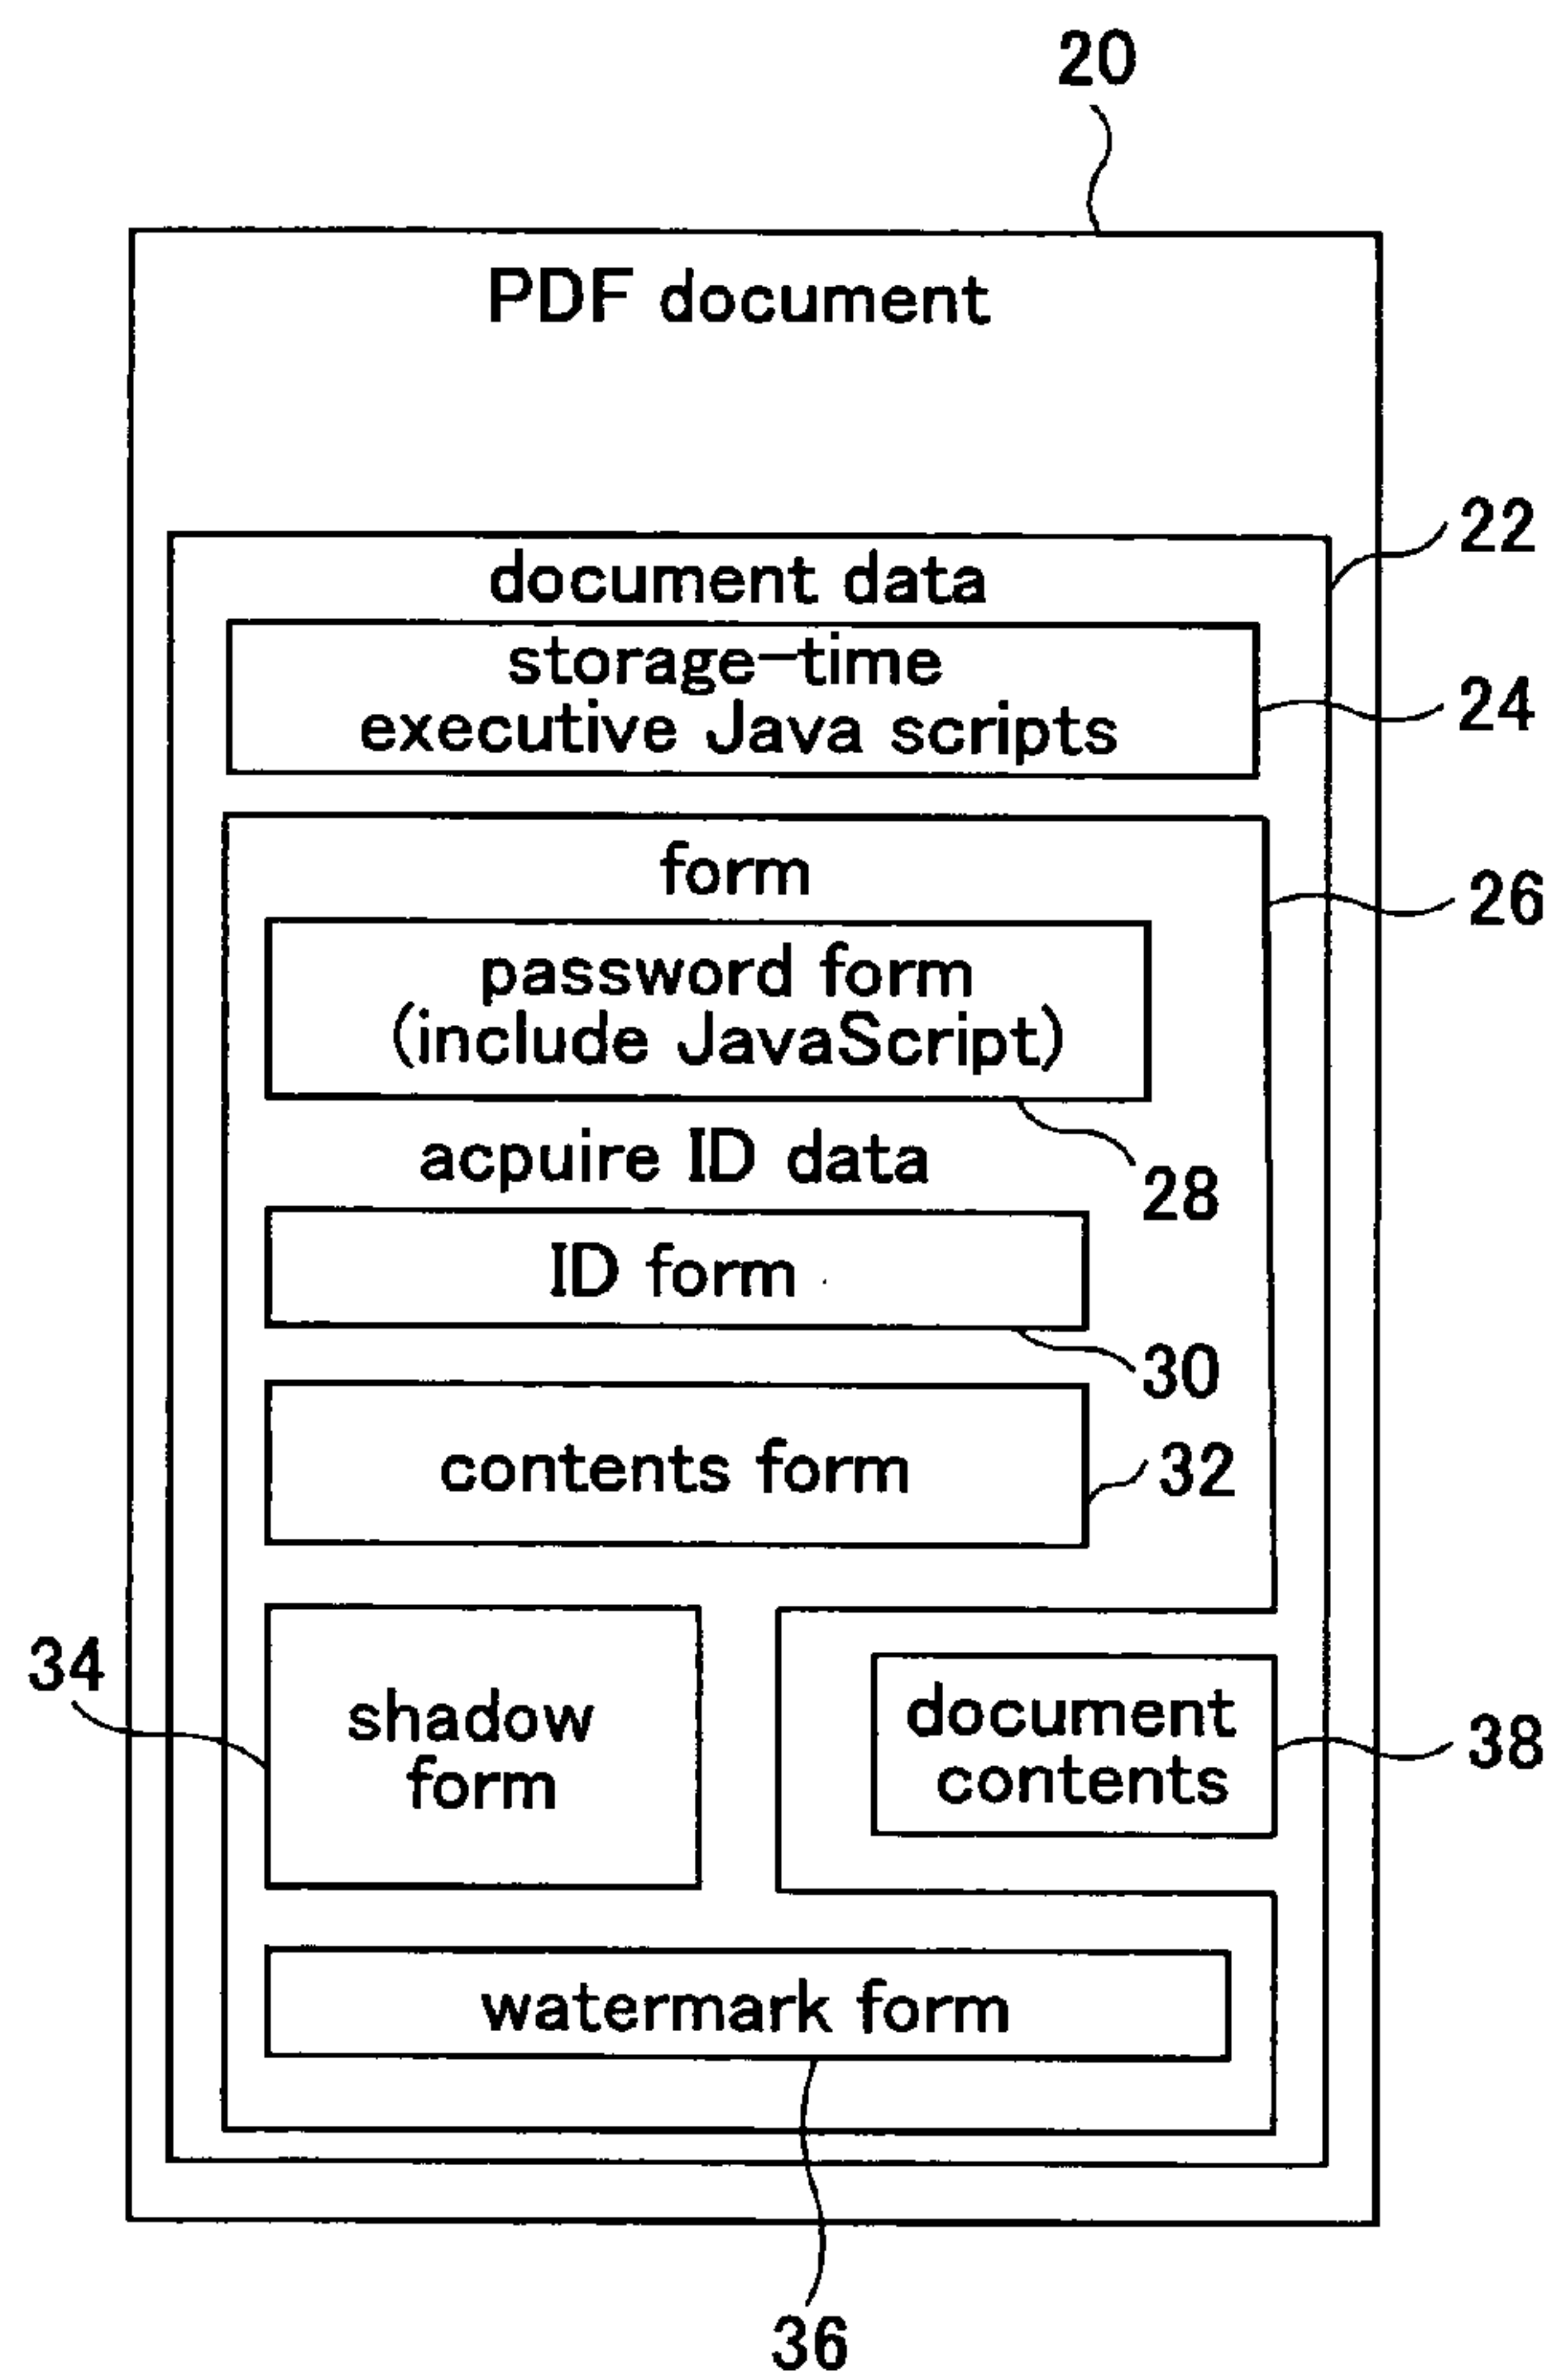 20
PDF document
22
document data
storage-time
executive Java scripts
24
form
26
password form
(include JavaScript)
28
acpuire ID data
ID form
30
contents form
32
34
shadow
form
document
contents
38
watermark form
36